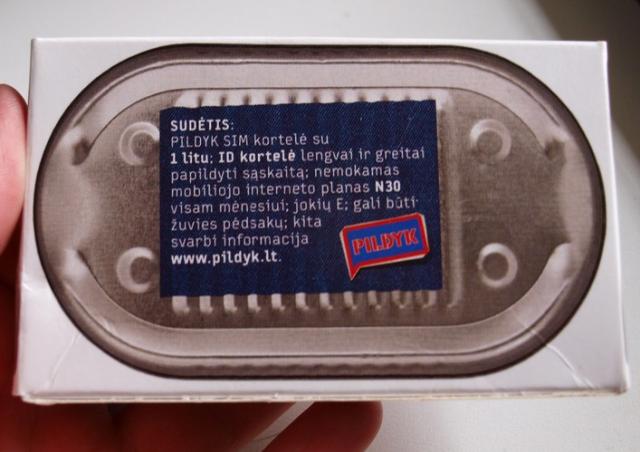 SUDĖTIS:
PILDYK SIM kortelė su
1 litu; ID kortelė lengvai ir greitai
papildyti sąskaitą; nemokamas
mobiliojo interneto planas N30
visam mėnesiui; jokių E; gali būti
žuvies pėdsakų; kita
svarbi informacija
www.pildyk.lt.
PILDYK